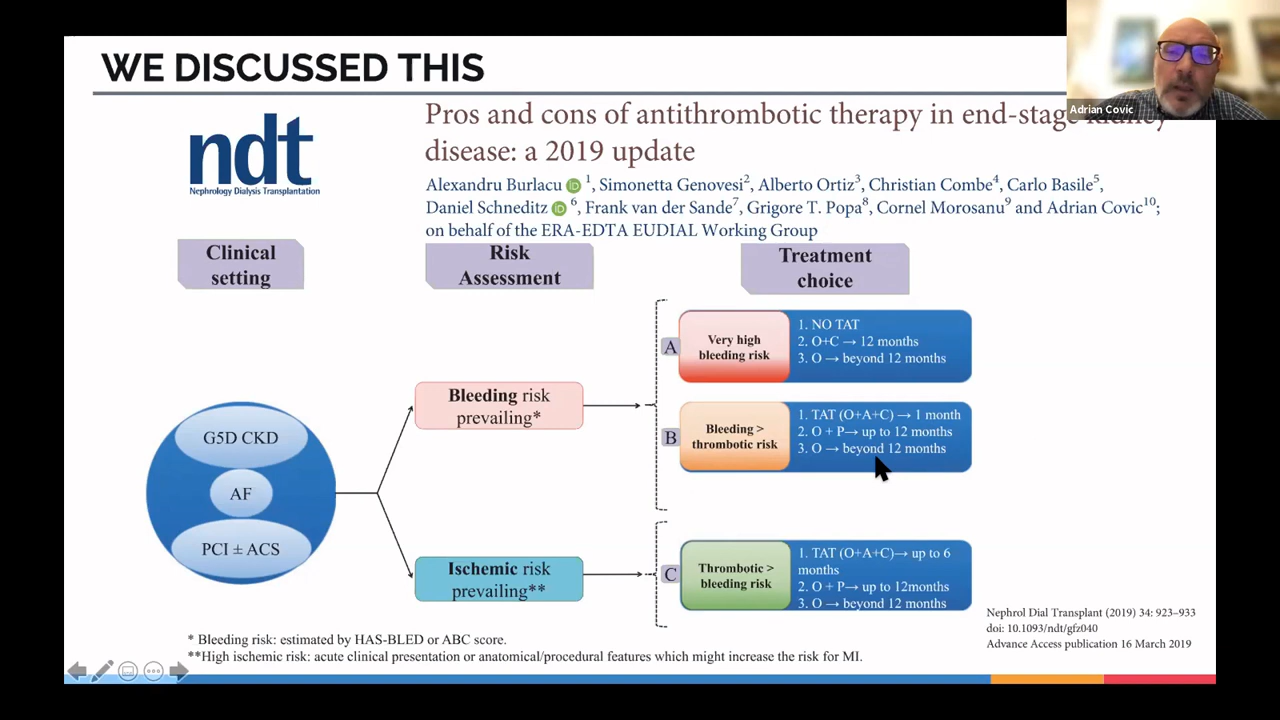 WE DISCUSSED THIS
Adrian Covic
ndt
Nephrology Dialysis Transplantation
Pros and cons of antithrombotic therapy in end-stage kidney
disease: a 2019 update
Alexandru Burlacu 1, Simonetta Genovesi2, Alberto Ortiz3, Christian Combe4, Carlo Basile5,
Daniel Schneditz 6, Frank van der Sande7, Grigore T. Popa8, Cornel Morosanu9 and Adrian Covic10;
on behalf of the ERA-EDTA EUDIAL Working Group
Clinical
setting
Risk
Assessment
Treatment
choice
G5D CKD
AF
PCI ± ACS
Bleeding risk
prevailing*
Ischemic risk
prevailing**
A
Very high
bleeding risk
1. NO TAT
2. O+C → 12 months
3. O → beyond 12 months
B
Bleeding >
thrombotic risk
1. TAT (O+A+C) → 1 month
2. O + P→ up to 12 months
3. O → beyond 12 months
C
Thrombotic >
bleeding risk
1. TAT (O+A+C)→ up to 6
months
2. O + P→ up to 12months
3. O → beyond 12 months
Nephrol Dial Transplant (2019) 34: 923–933
doi: 10.1093/ndt/gfz040
Advance Access publication 16 March 2019
* Bleeding risk: estimated by HAS-BLED or ABC score.
**High ischemic risk: acute clinical presentation or anatomical/procedural features which might increase the risk for MI.